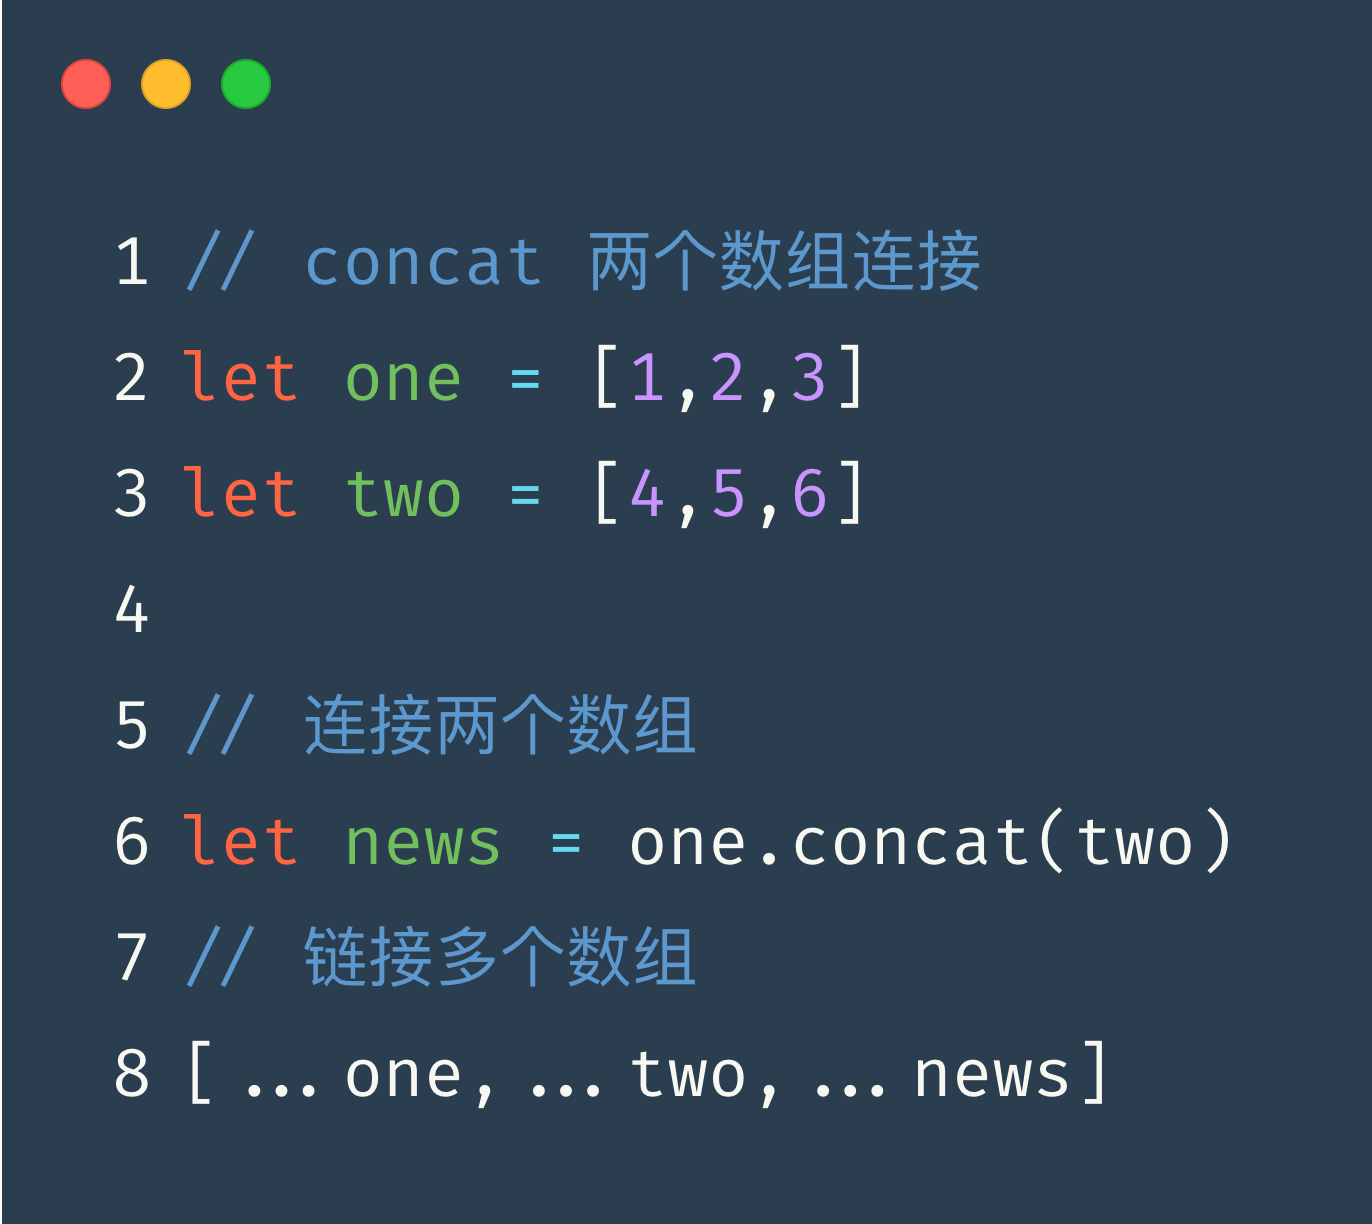 1 // concat 两个数组连接
2 let one = [1,2,3]
3 let two = [4,5,6]
4
5 // 连接两个数组
6 let news = one.concat(two)
7 // 链接多个数组
8 [...one,...two,...news]